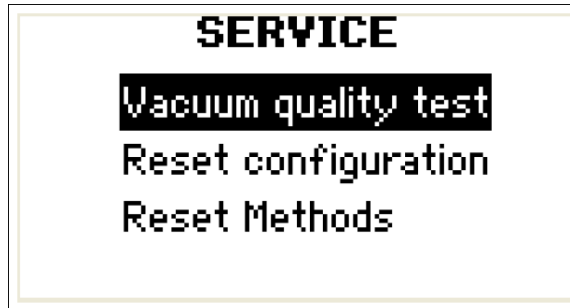 SERVICE
Vacuum quality test
Reset configuration
Reset Methods